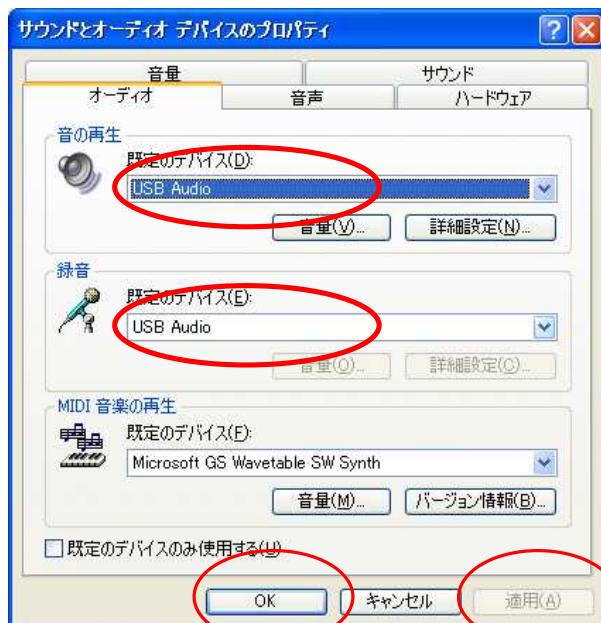 サウンドとオーディオ デバイスのプロパティ
音量 サウンド
オーディオ 音声 ハードウェア
音の再生
既定のデバイス(D):
USB Audio
音量(V)... 詳細設定(N)...
録音
既定のデバイス(E):
USB Audio
音量(O)... 詳細設定(C)...
MIDI 音楽の再生
既定のデバイス(F):
Microsoft GS Wavetable SW Synth
音量(M)... バージョン情報(B)...
既定のデバイスのみ使用する(U)
OK キャンセル 適用(A)